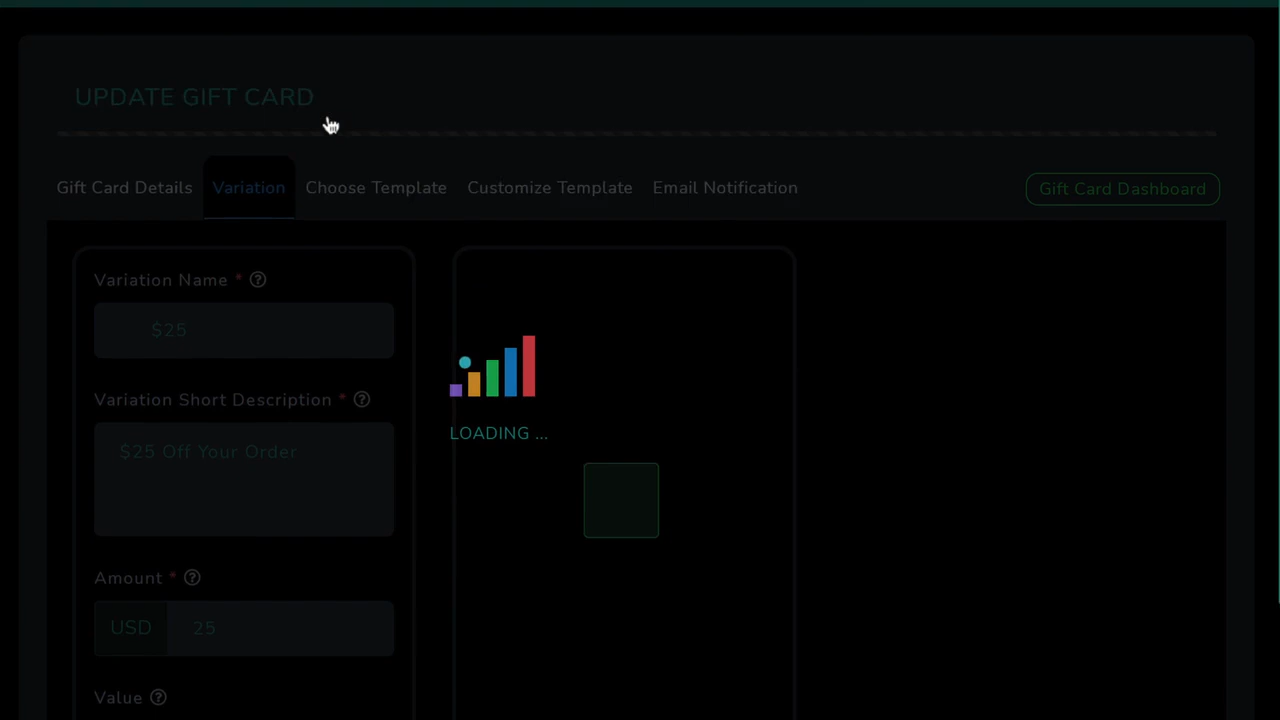 UPDATE GIFT CARD
Gift Card Details
Variation
Choose Template
Customize Template
Email Notification
Gift Card Dashboard
Variation Name *
$25
Variation Short Description *
$25 Off Your Order
Amount *
USD 25
Value
LOADING ...